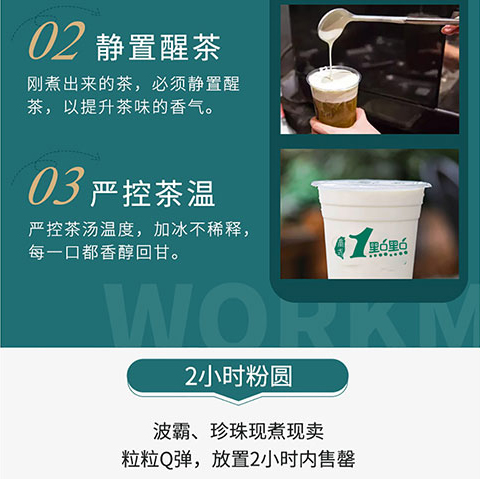 02 静置醒茶
刚煮出来的茶，必须静置醒
茶，以提升茶味的香气。
03 严控茶温
严控茶汤温度，加冰不稀释，
每一口都香醇回甘。
1點點
WORKM
2小时粉圆
波霸、珍珠现煮现卖
粒粒Q弹，放置2小时内售罄